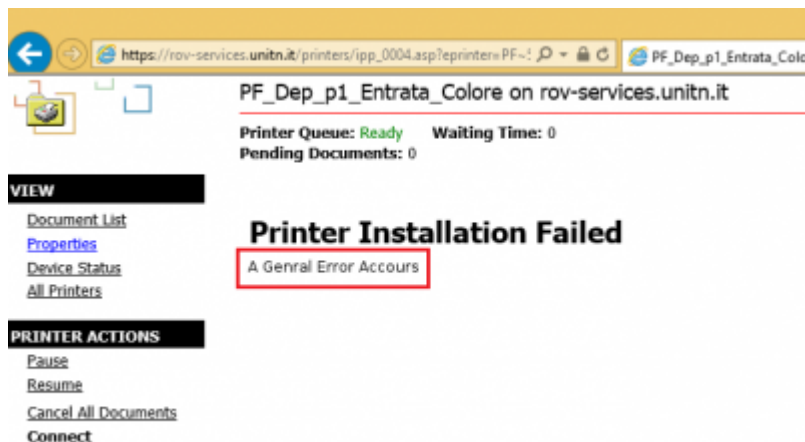 https://rov-services.unitn.it/printers/ipp_0004.asp?eprinter=PF~:
PF_Dep_p1_Entrata_Colo
PF_Dep_p1_Entrata_Colore on rov-services.unitn.it
Printer Queue: Ready Waiting Time: 0
Pending Documents: 0
VIEW
Document List
Properties
Device Status
All Printers
Printer Installation Failed
A Genral Error Accours
PRINTER ACTIONS
Pause
Resume
Cancel All Documents
Connect